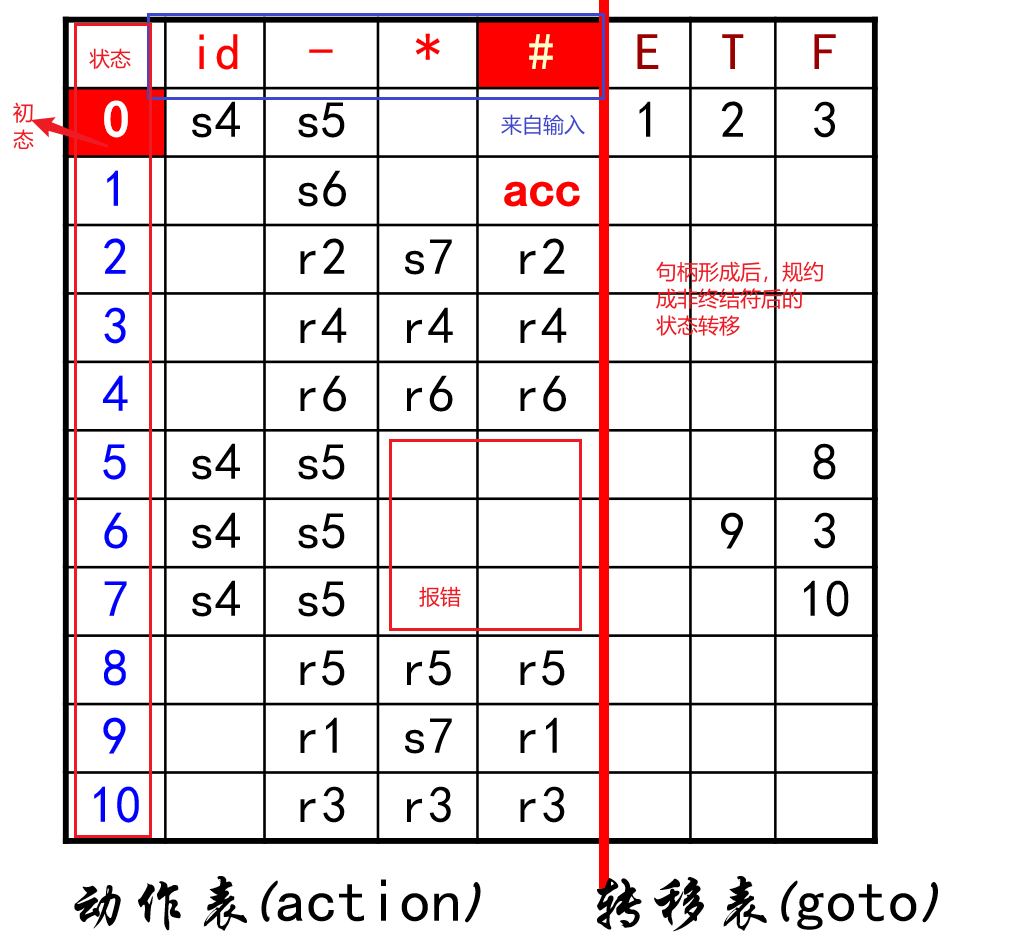 状态 id - * # E T F
初态 0 s4 s5 来自输入 1 2 3
1 s6 acc
2 r2 s7 r2
句柄形成后，规约
成非终结符后的
状态转移
3 r4 r4 r4
4 r6 r6 r6
5 s4 s5 8
6 s4 s5 9 3
7 s4 s5 报错 10
8 r5 r5 r5
9 r1 s7 r1
10 r3 r3 r3
动作表(action) 转移表(goto)